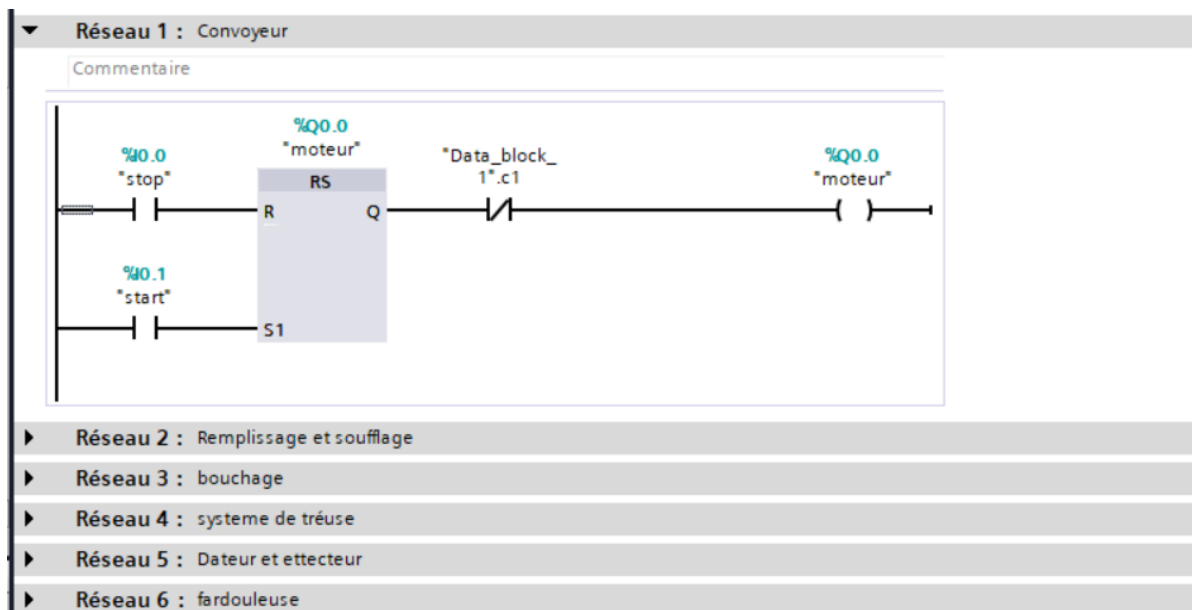 Réseau 1 : Convoyeur
Commentaire
%Q0.0
"moteur"
%I0.0
"stop"
"Data_block_
1".c1
%Q0.0
"moteur"
RS
R Q
%I0.1
"start"
S1
Réseau 2 : Remplissage et soufflage
Réseau 3 : bouchage
Réseau 4 : systeme de tréuse
Réseau 5 : Dateur et ettecteur
Réseau 6 : fardouleuse